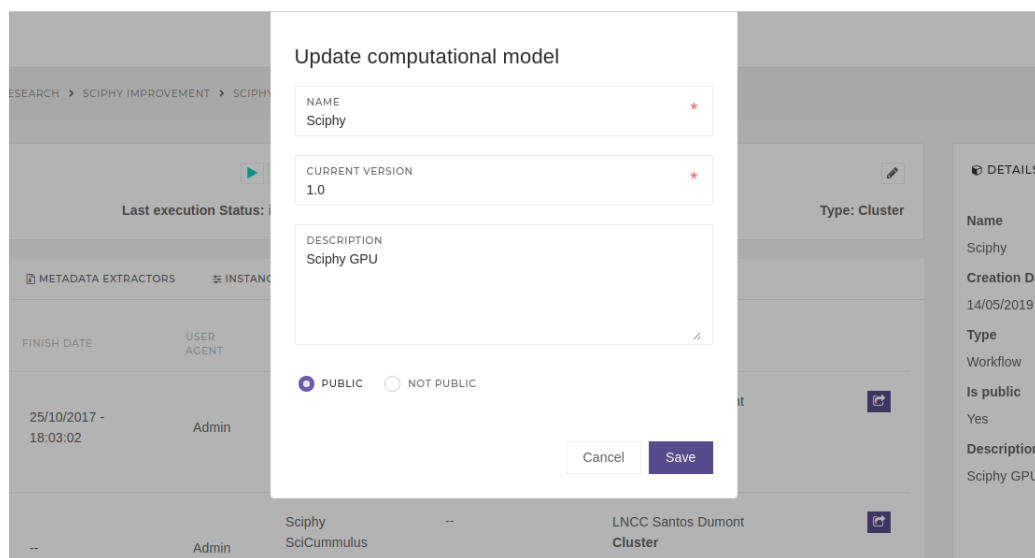 Update computational model
NAME
Sciphy
*
CURRENT VERSION
1.0
*
DESCRIPTION
Sciphy GPU
PUBLIC
NOT PUBLIC
Cancel
Save
ESEARCH > SCIPHY IMPROVEMENT > SCIPHY
Last execution Status:
Type: Cluster
METADATA EXTRACTORS
INSTANC
FINISH DATE
USER
AGENT
25/10/2017 -
18:03:02
Admin
nt
--
Admin
Sciphy
SciCummulus
--
LNCC Santos Dumont
Cluster
DETAILS
Name
Sciphy
Creation Da
14/05/2019
Type
Workflow
Is public
Yes
Description
Sciphy GPU